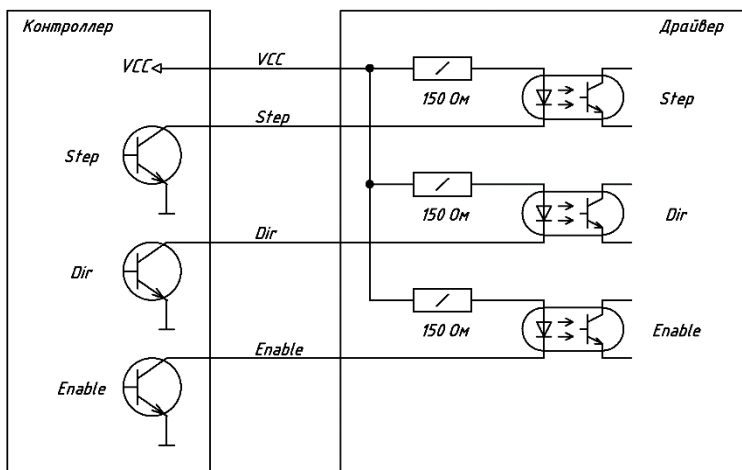 Контроллер
Драйвер
VCC
VCC
150 Ом
Step
Step
Step
150 Ом
Dir
Dir
Dir
150 Ом
Enable
Enable
Enable